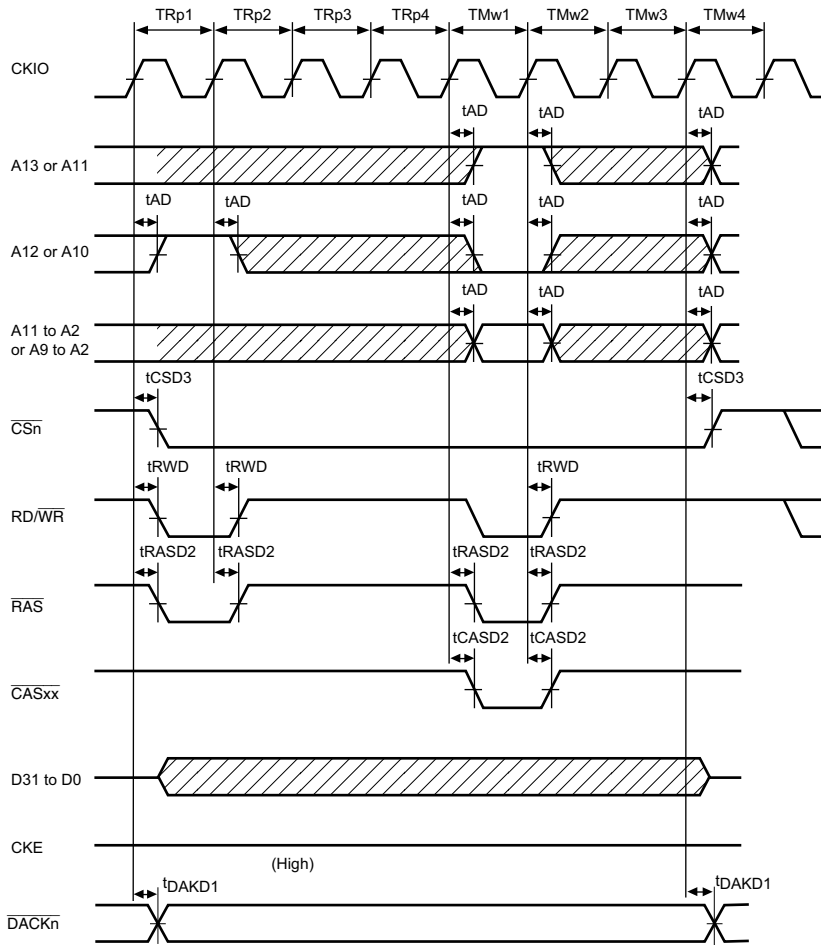 TRp1 TRp2 TRp3 TRp4 TMw1 TMw2 TMw3 TMw4
CKIO
tAD tAD tAD
A13 or A11
tAD tAD tAD tAD tAD
A12 or A10
tAD tAD tAD
A11 to A2
or A9 to A2
tCSD3 tCSD3
CSn
tRWD tRWD tRWD
RD/WR
tRASD2 tRASD2 tRASD2 tRASD2
RAS
tCASD2 tCASD2
CASxx
D31 to D0
CKE
(High)
tDAKD1 tDAKD1
DACKn